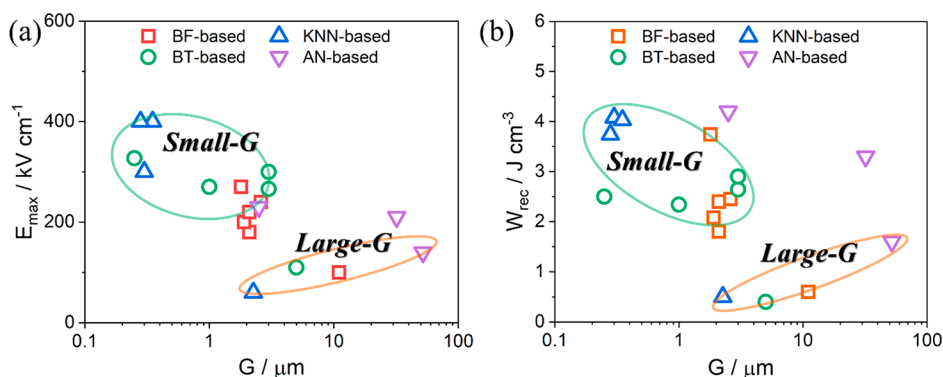 (a)
BF-based
KNN-based
BT-based
AN-based
600
400
200
0
E_max / kV cm⁻¹
Small-G
Large-G
0.1
1
10
100
G / μm
(b)
BF-based
KNN-based
BT-based
AN-based
6
5
4
3
2
1
0
W_rec / J cm⁻³
Small-G
Large-G
0.1
1
10
100
G / μm